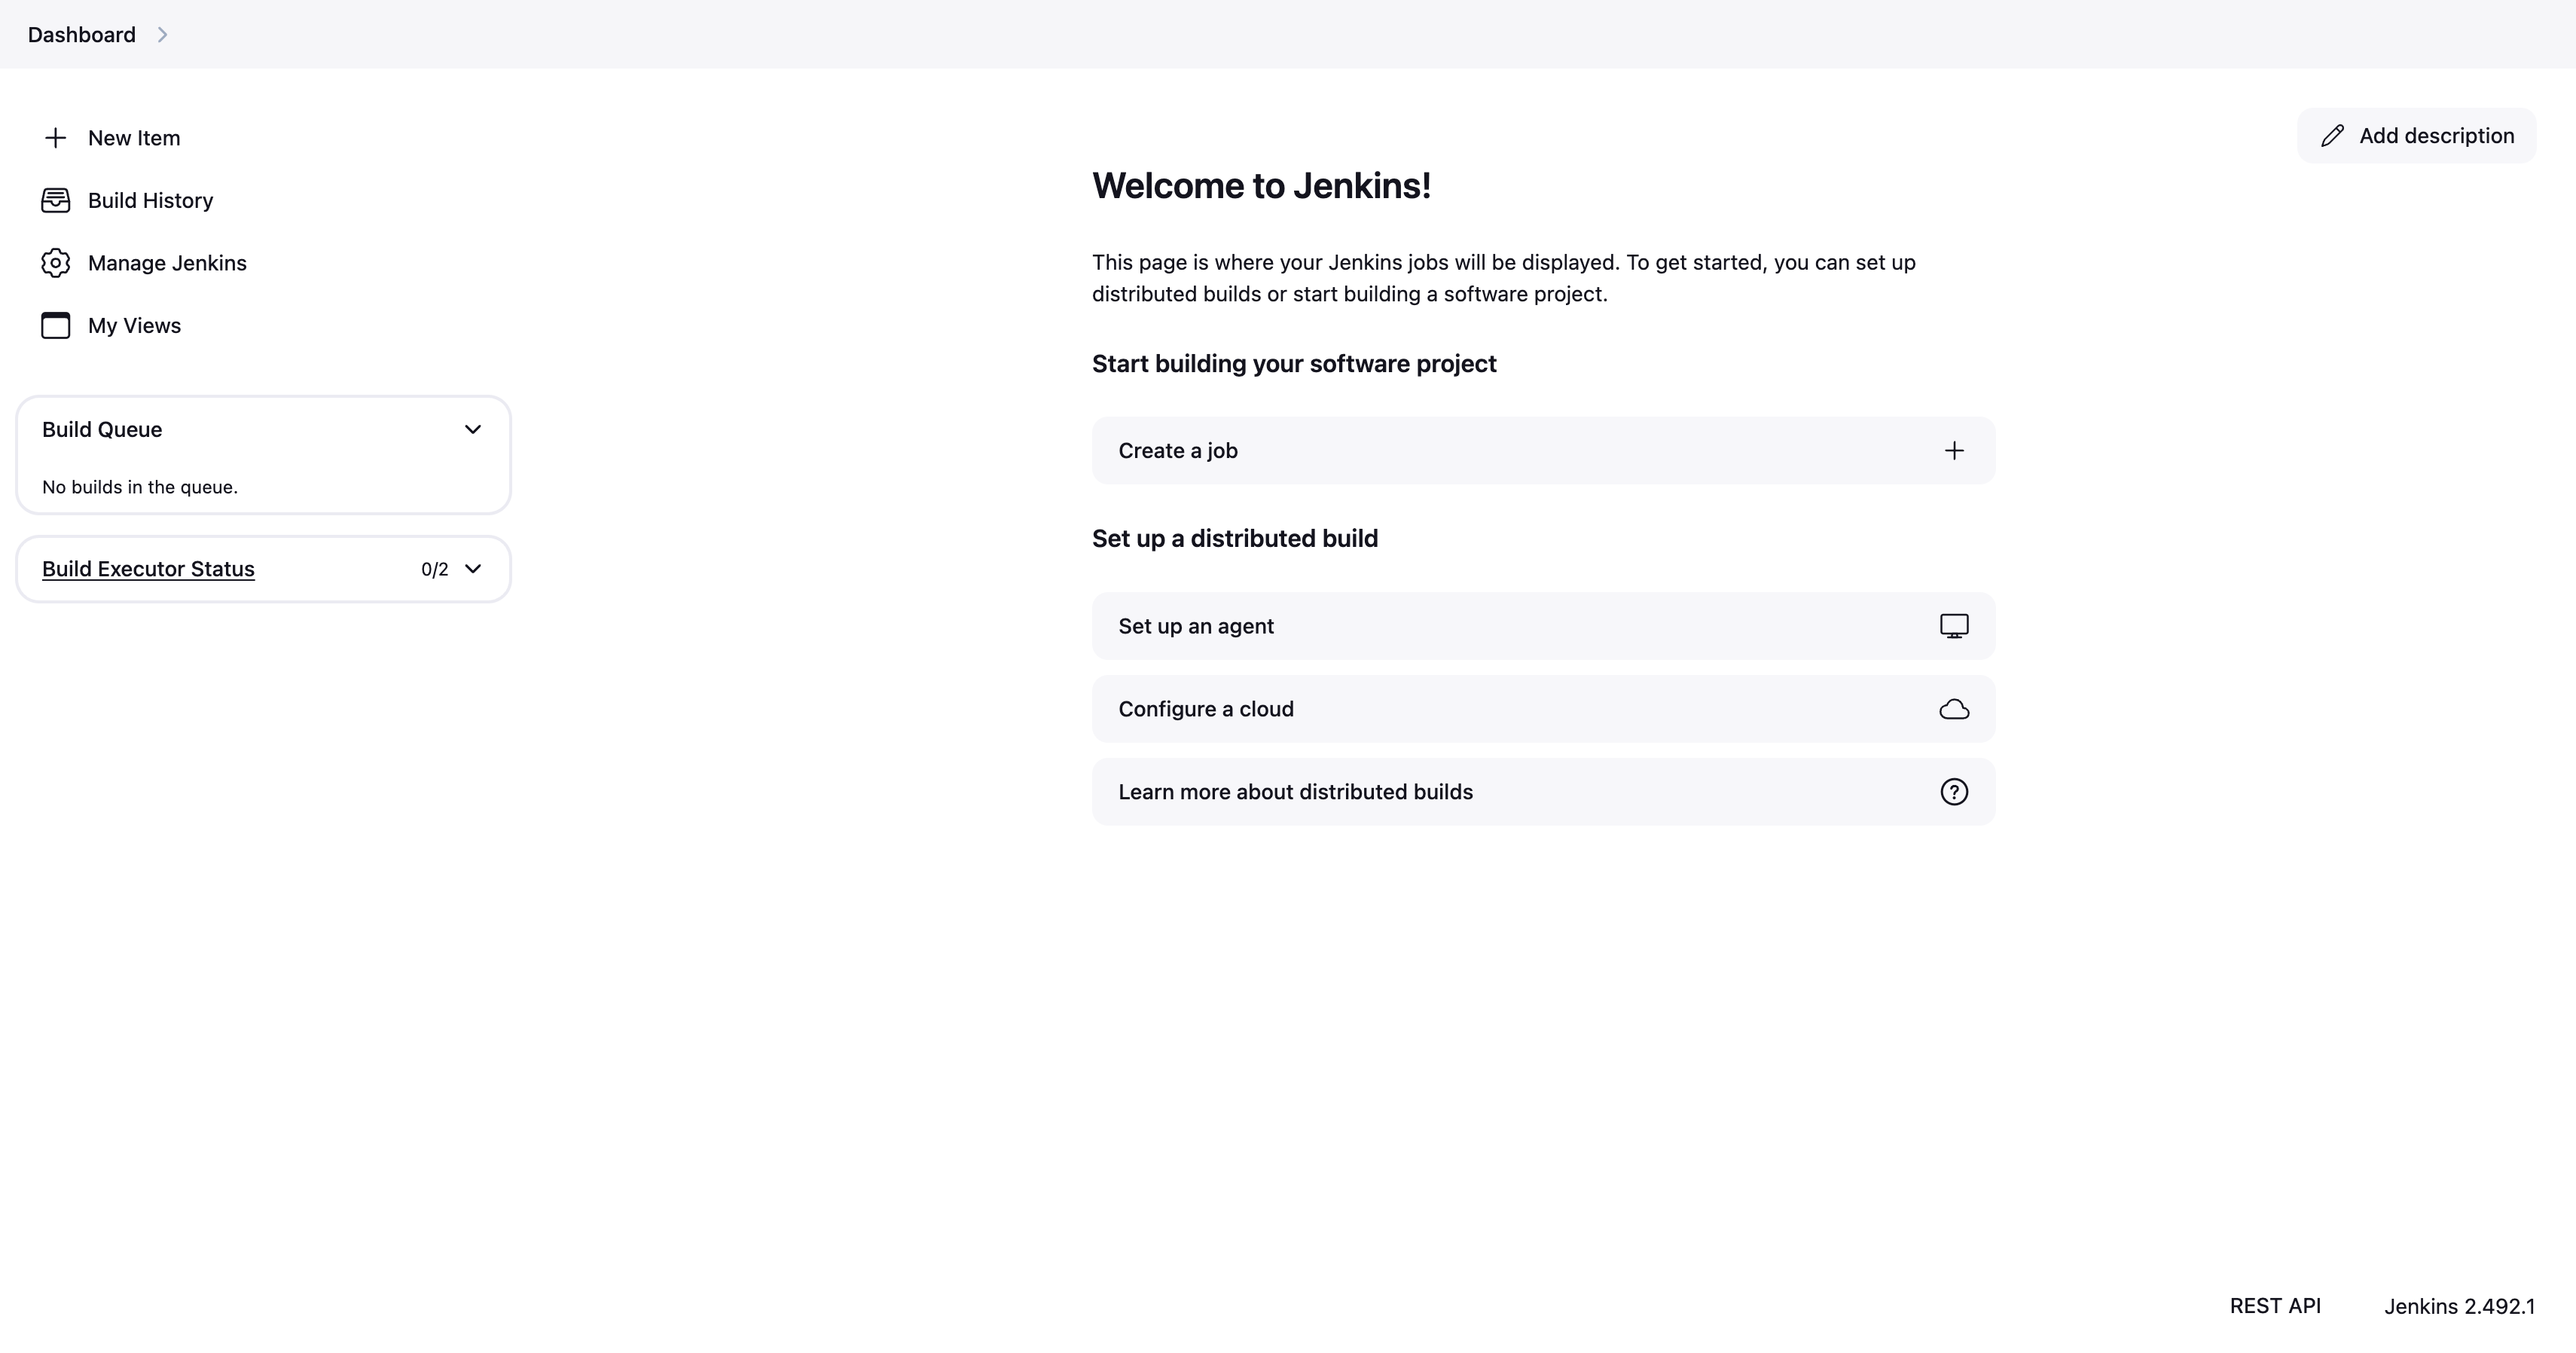 Dashboard
New Item
Build History
Manage Jenkins
My Views
Build Queue
No builds in the queue.
Build Executor Status 0/2
Add description
Welcome to Jenkins!
This page is where your Jenkins jobs will be displayed. To get started, you can set up
distributed builds or start building a software project.
Start building your software project
Create a job
Set up a distributed build
Set up an agent
Configure a cloud
Learn more about distributed builds
REST API Jenkins 2.492.1